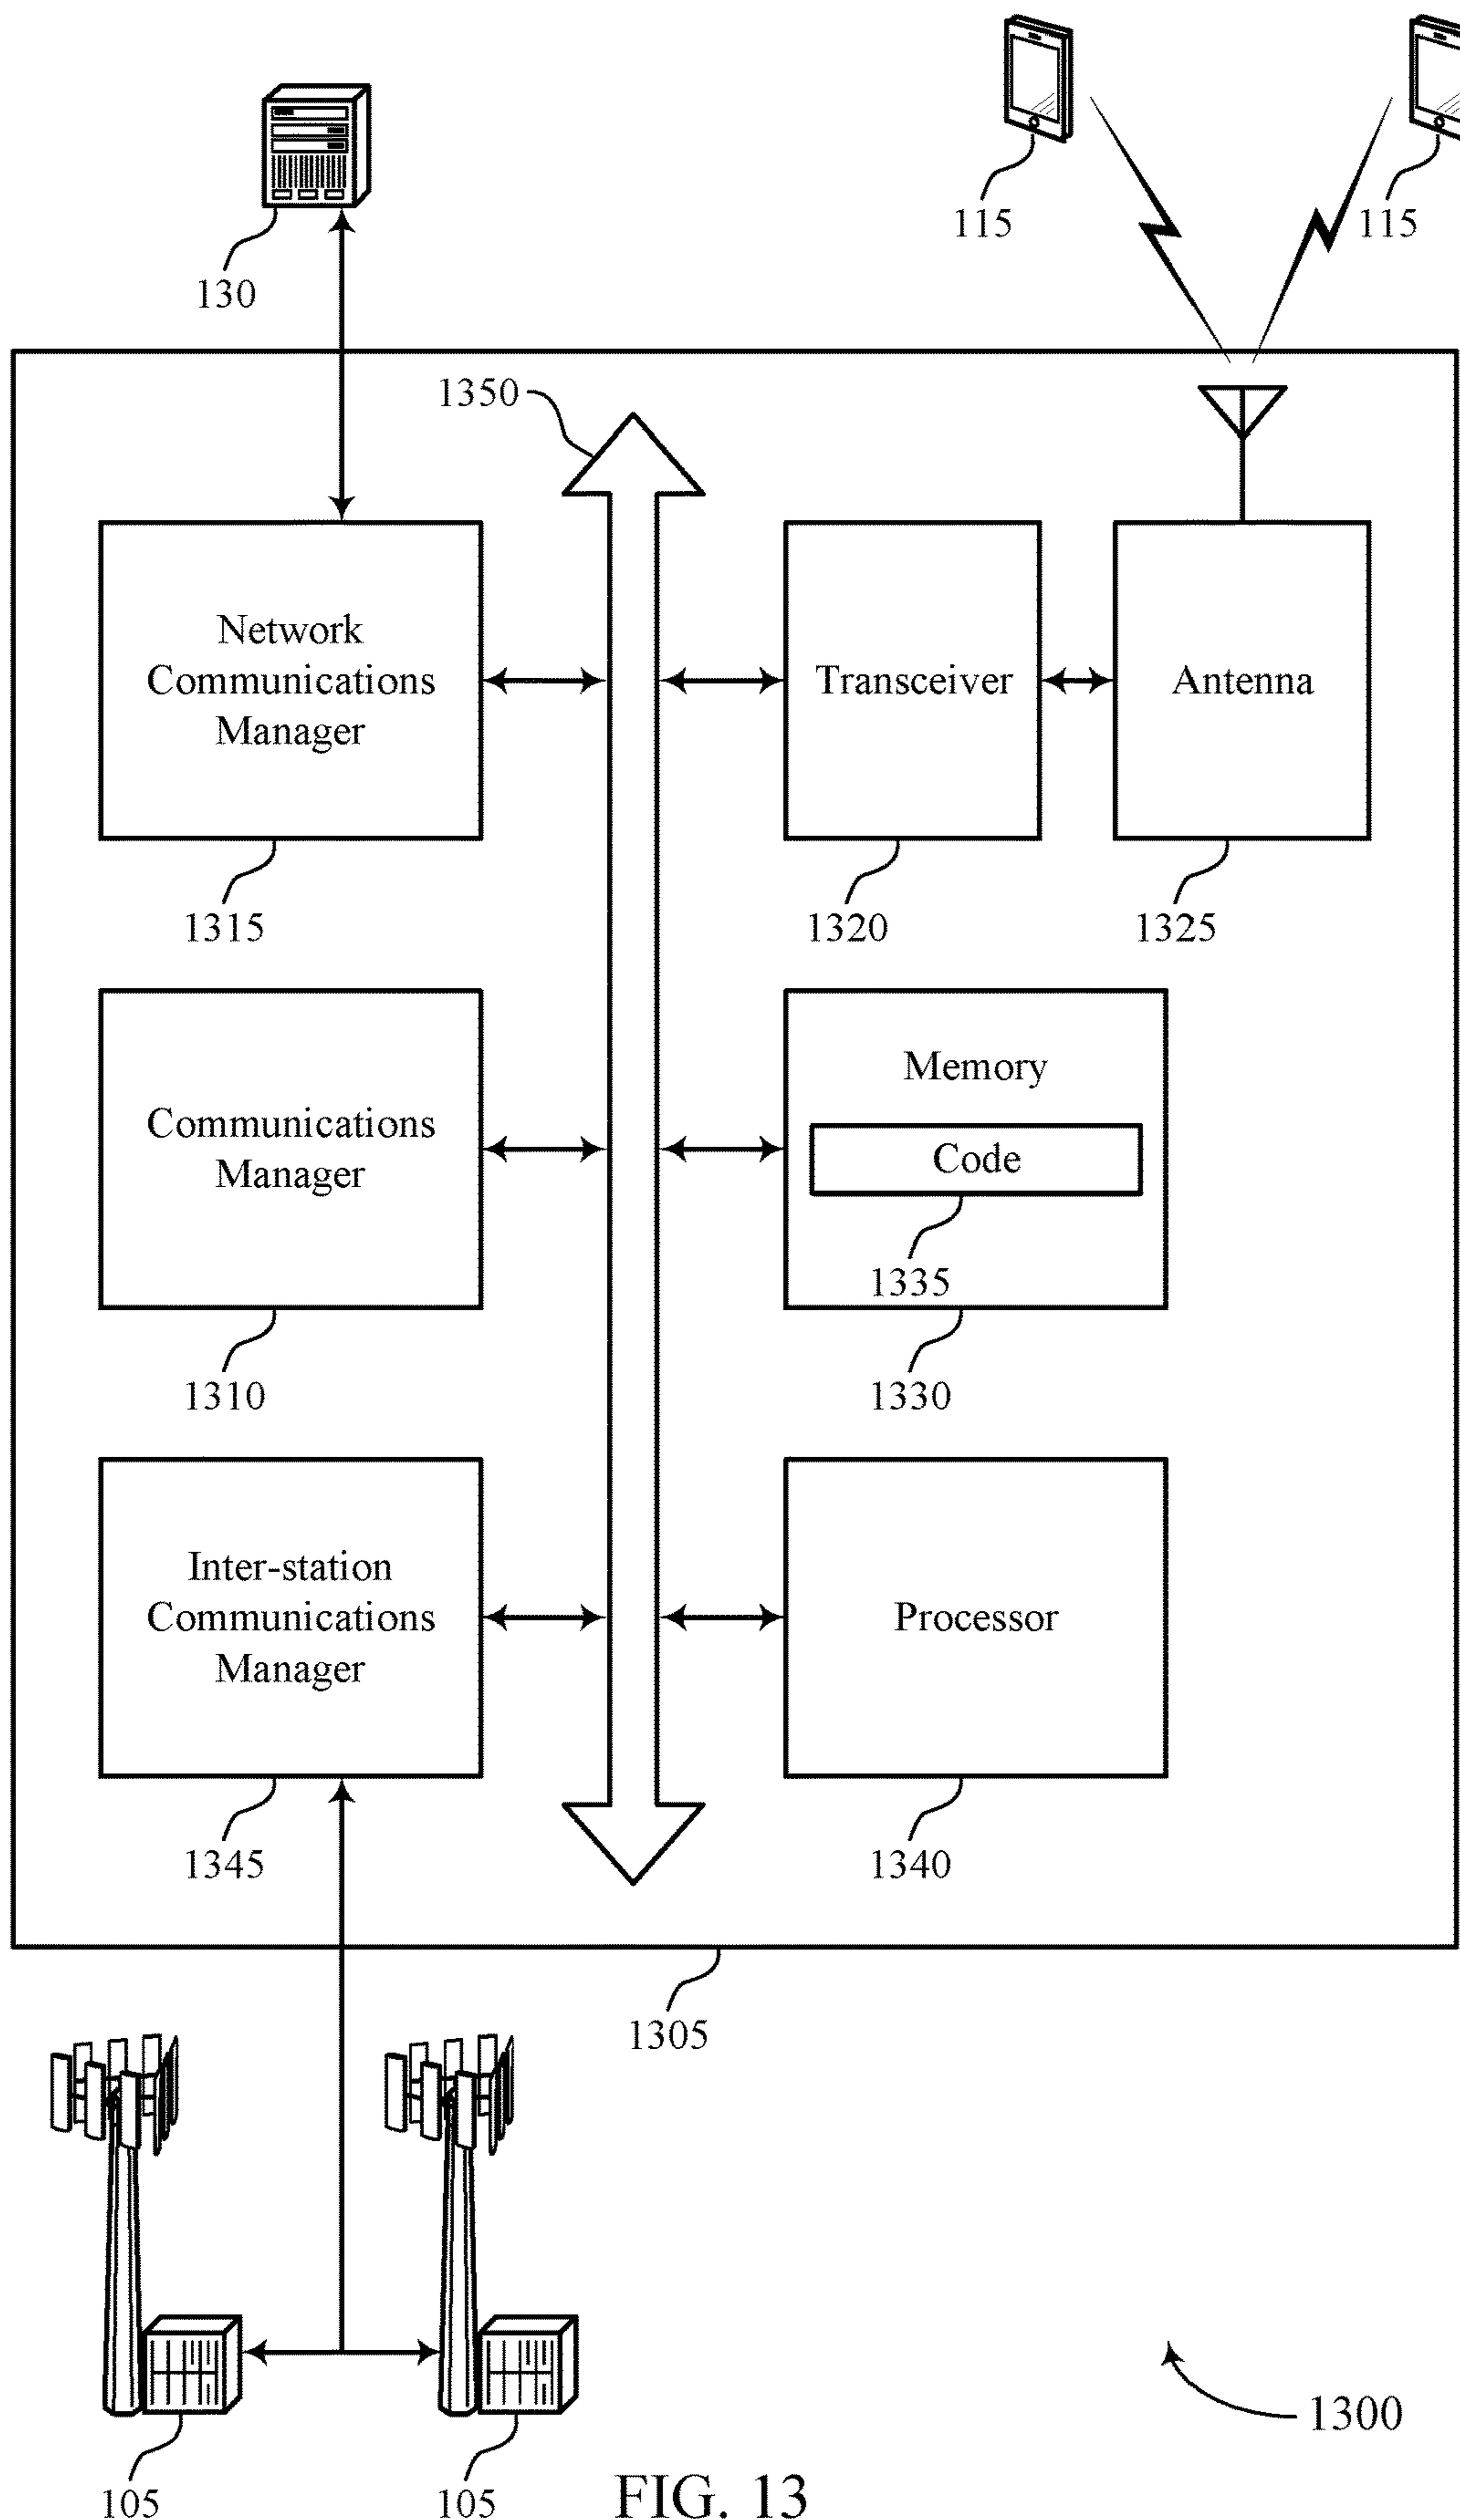 115
115
130
1350
Network
Communications
Manager
Transceiver
Antenna
1315
1320
1325
Communications
Manager
Memory
Code
1335
1310
1330
Inter-station
Communications
Manager
Processor
1345
1340
1305
1300
105
105
FIG. 13